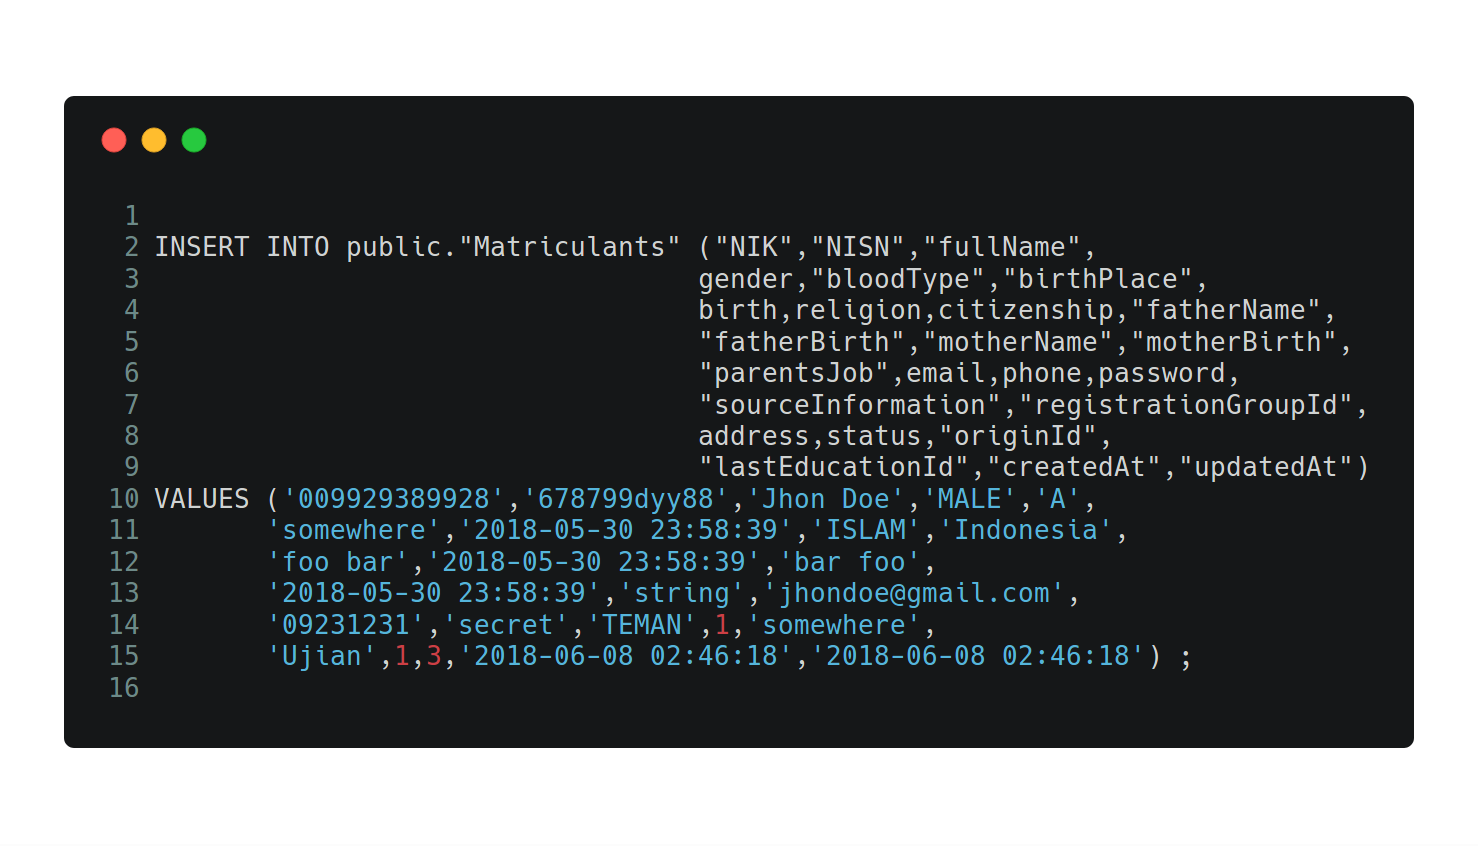 1
2 INSERT INTO public."Matriculants" ("NIK","NISN","fullName",
3 gender,"bloodType","birthPlace",
4 birth,religion,citizenship,"fatherName",
5 "fatherBirth","motherName","motherBirth",
6 "parentsJob",email,phone,password,
7 "sourceInformation","registrationGroupId",
8 address,status,"originId",
9 "lastEducationId","createdAt","updatedAt")
10 VALUES ('009929389928','678799dyy88','Jhon Doe','MALE','A',
11 'somewhere','2018-05-30 23:58:39','ISLAM','Indonesia',
12 'foo bar','2018-05-30 23:58:39','bar foo',
13 '2018-05-30 23:58:39','string','jhondoe@gmail.com',
14 '09231231','secret','TEMAN',1,'somewhere',
15 'Ujian',1,3,'2018-06-08 02:46:18','2018-06-08 02:46:18') ;
16